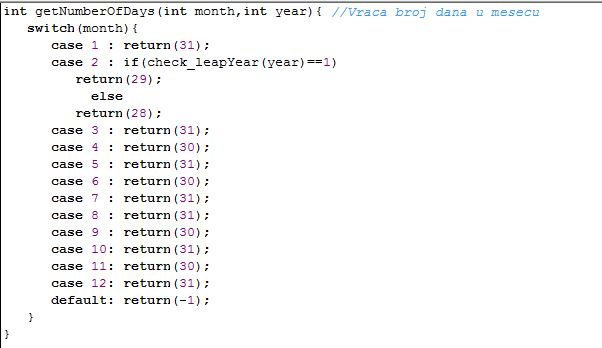 int getNumberOfDays(int month,int year){ //Vraca broj dana u mesecu
switch(month){
case 1 : return(31);
case 2 : if(check_leapYear(year)==1)
return(29);
else
return(28);
case 3 : return(31);
case 4 : return(30);
case 5 : return(31);
case 6 : return(30);
case 7 : return(31);
case 8 : return(31);
case 9 : return(30);
case 10: return(31);
case 11: return(30);
case 12: return(31);
default: return(-1);
}
}